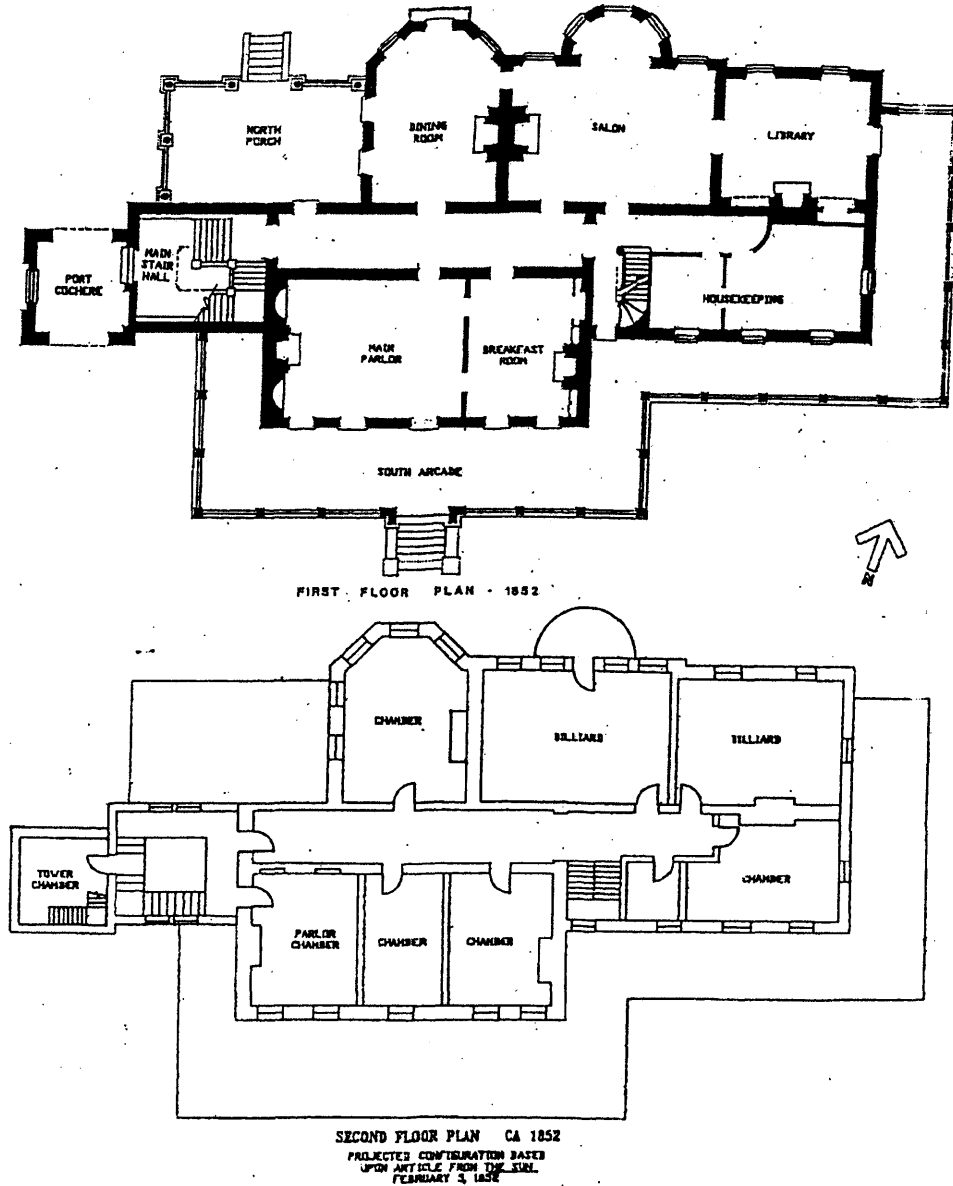 NORTH
PORCH
DINING
ROOM
SALON
LIBRARY
PORT
COCHERE
MAIN
STAIR
HALL
HOUSEKEEPING
MAIN
PARLOR
BREAKFAST
ROOM
SOUTH ARCADE
N
FIRST FLOOR PLAN - 1852
CHAMBER
BILLIARD
BILLIARD
TOWER
CHAMBER
CHAMBER
PARLOR
CHAMBER
CHAMBER
CHAMBER
SECOND FLOOR PLAN CA 1852
PROJECTED CONFIGURATION BASED
UPON ARTICLE FROM THE SUN
FEBRUARY 3, 1852